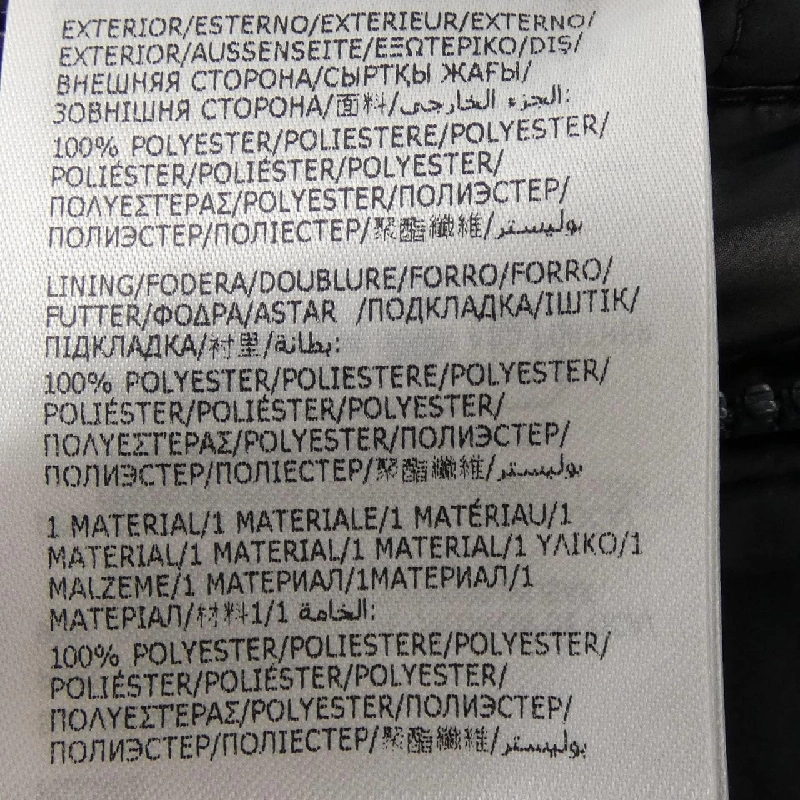 EXTERIOR/ESTERNO/EXTERIEUR/EXTERNO/
EXTERIOR/AUSSENSEITE/ΕΞΩΤΕΡΙΚΟ/DIŞ/
ВНЕШНЯЯ СТОРОНА/СЫРТҚЫ ЖАҒЫ/
ЗОВНІШНЯ СТОРОНА/面料/الجزء الخارجي:
100% POLYESTER/POLIESTERE/POLYESTER/
POLIÉSTER/POLIÉSTER/POLYESTER/
ΠΟΛΥΕΣΤΕΡΑΣ/POLYESTER/ПОЛИЭСТЕР/
ПОЛИЭСТЕР/ПОЛІЕСТЕР/聚酯纖維/بوليستر
LINING/FODERA/DOUBLURE/FORRO/FORRO/
FUTTER/ΦΟΔΡΑ/ASTAR /ПОДКЛАДКА/ІШТІК/
ПІДКЛАДКА/衬里/بطانة:
100% POLYESTER/POLIESTERE/POLYESTER/
POLIÉSTER/POLIÉSTER/POLYESTER/
ΠΟΛΥΕΣΤΕΡΑΣ/POLYESTER/ПОЛИЭСТЕР/
ПОЛИЭСТЕР/ПОЛІЕСТЕР/聚酯纖維/بوليستر
1 MATERIAL/1 MATERIALE/1 MATÉRIAU/1
MATERIAL/1 MATERIAL/1 MATERIAL/1 ΥΛΙΚΟ/1
MALZEME/1 МАТЕРИАЛ/1МАТЕРИАЛ/1
МАТЕРІАЛ/材料1/1 الخامة:
100% POLYESTER/POLIESTERE/POLYESTER/
POLIÉSTER/POLIÉSTER/POLYESTER/
ΠΟΛΥΕΣΤΕΡΑΣ/POLYESTER/ПОЛИЭСТЕР/
ПОЛИЭСТЕР/ПОЛІЕСТЕР/聚酯纖維/بوليستر